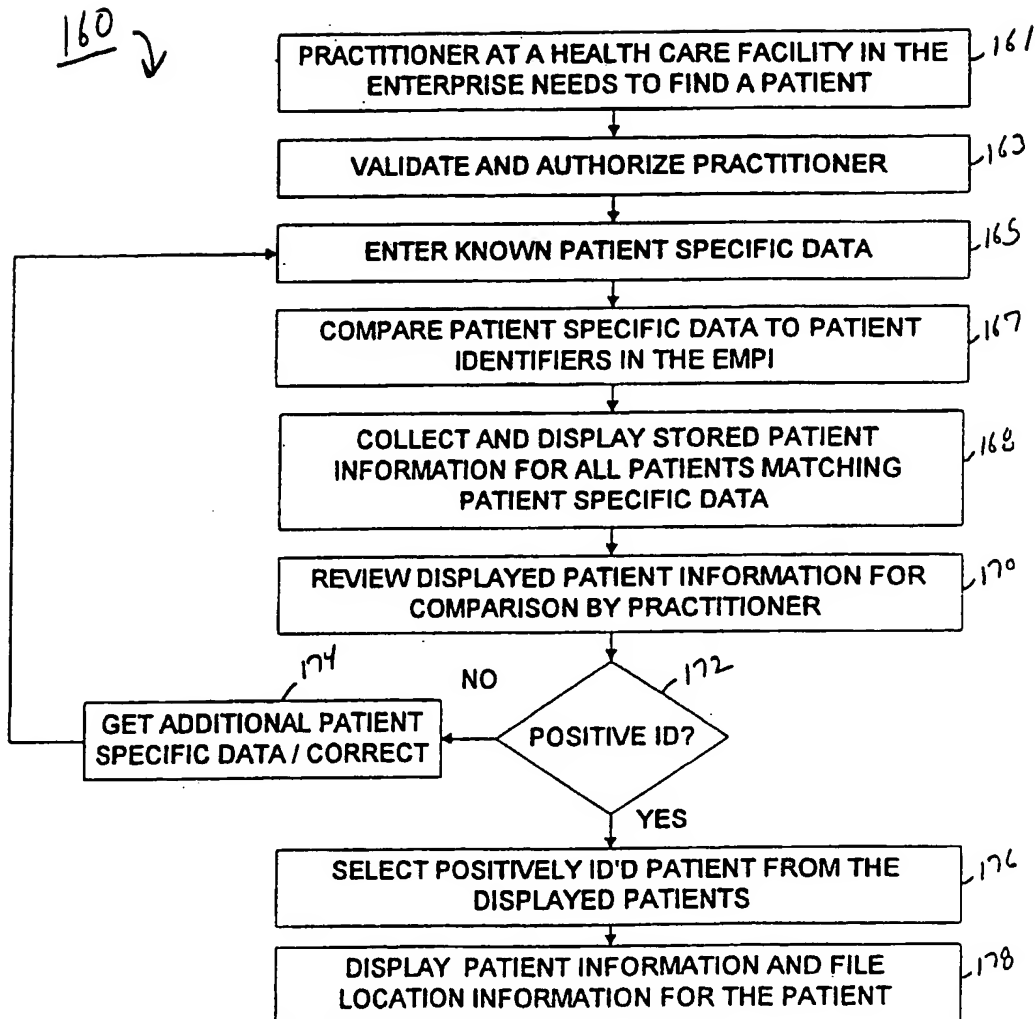 160
PRACTITIONER AT A HEALTH CARE FACILITY IN THE
ENTERPRISE NEEDS TO FIND A PATIENT
161
VALIDATE AND AUTHORIZE PRACTITIONER
163
ENTER KNOWN PATIENT SPECIFIC DATA
165
COMPARE PATIENT SPECIFIC DATA TO PATIENT
IDENTIFIERS IN THE EMPI
167
COLLECT AND DISPLAY STORED PATIENT
INFORMATION FOR ALL PATIENTS MATCHING
PATIENT SPECIFIC DATA
168
REVIEW DISPLAYED PATIENT INFORMATION FOR
COMPARISON BY PRACTITIONER
170
172
POSITIVE ID?
NO
174
GET ADDITIONAL PATIENT
SPECIFIC DATA / CORRECT
YES
SELECT POSITIVELY ID'D PATIENT FROM THE
DISPLAYED PATIENTS
176
DISPLAY PATIENT INFORMATION AND FILE
LOCATION INFORMATION FOR THE PATIENT
178